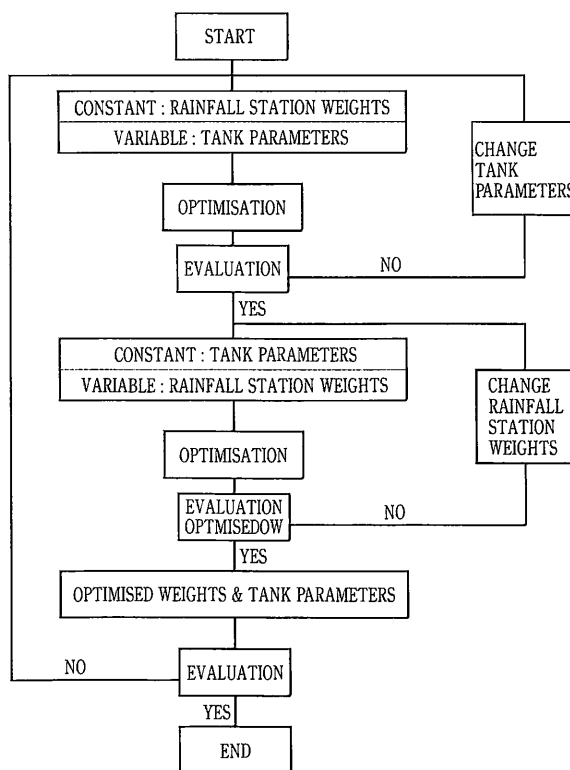 START
CONSTANT : RAINFALL STATION WEIGHTS
VARIABLE : TANK PARAMETERS
CHANGE
TANK
PARAMETERS
OPTIMISATION
EVALUATION
NO
YES
CONSTANT : TANK PARAMETERS
VARIABLE : RAINFALL STATION WEIGHTS
CHANGE
RAINFALL
STATION
WEIGHTS
OPTIMISATION
EVALUATION
OPTMISEDOW
NO
YES
OPTIMISED WEIGHTS & TANK PARAMETERS
NO
EVALUATION
YES
END